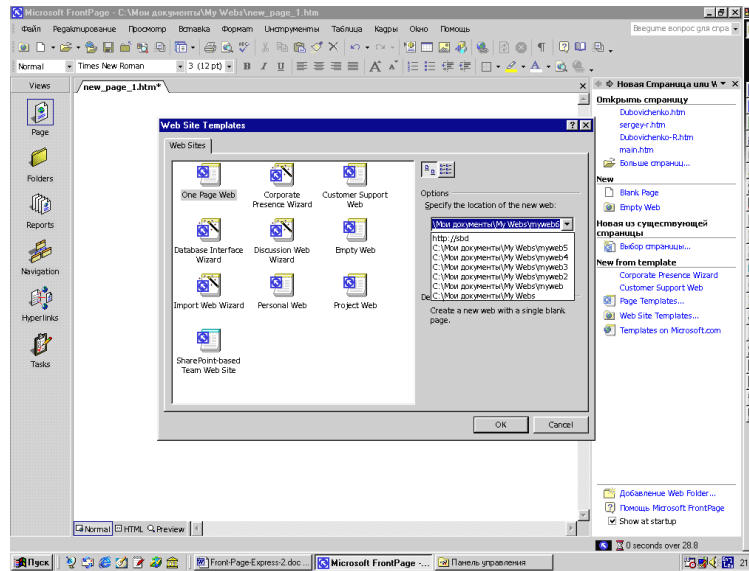 Microsoft FrontPage - C:\Мои документы\My Webs\new_page_1.htm
Файл Редактирование Просмотр Вставка Формат Инструменты Таблица Кадры Окно Помощь
Введите вопрос для спра
Normal Times New Roman 3 (12 pt)
Views
new_page_1.htm*
Новая Страница или W
Page
Folders
Reports
Navigation
Hyperlinks
Tasks
Web Site Templates
Web Sites
One Page Web
Corporate Presence Wizard
Customer Support Web
Database Interface Wizard
Discussion Web Wizard
Empty Web
Import Web Wizard
Personal Web
Project Web
SharePoint-based Team Web Site
Options
Specify the location of the new web:
\Мои документы\My Webs\myweb6
http://sbd
C:\Мои документы\My Webs\myweb5
C:\Мои документы\My Webs\myweb4
C:\Мои документы\My Webs\myweb3
C:\Мои документы\My Webs\myweb2
C:\Мои документы\My Webs\myweb
C:\Мои документы\My Webs
Create a new web with a single blank
page.
OK Cancel
Открыть страницу
Dubovichenko.htm
sergey-r.htm
Dubovichenko-R.htm
main.htm
Больше страниц...
New
Blank Page
Empty Web
Новая из существующей
страницы
Выбор страницы...
New from template
Corporate Presence Wizard
Customer Support Web
Page Templates...
Web Site Templates...
Templates on Microsoft.com
Добавление Web Folder...
Помощь Microsoft FrontPage
Show at startup
Normal HTML Preview
0 seconds over 28.8
Пуск
Front-Page-Express-2.doc ...
Microsoft FrontPage -...
Панель управления
21